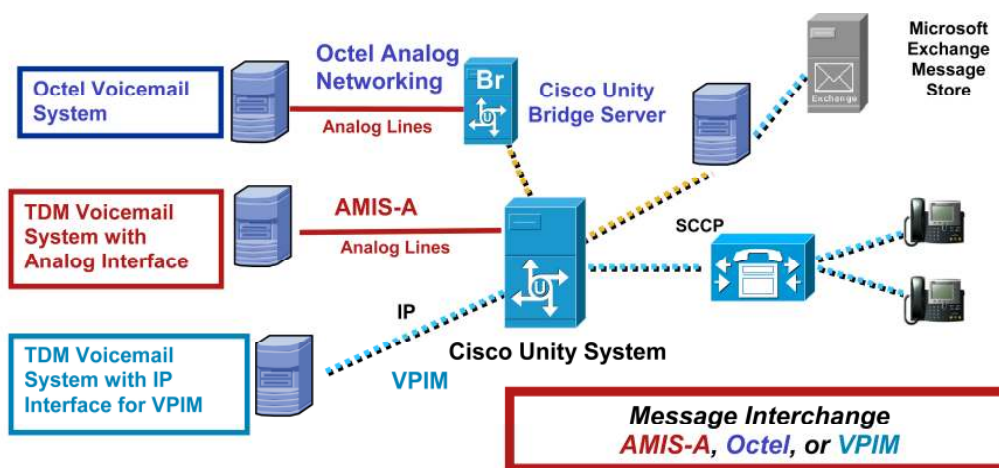 Microsoft
Exchange
Message
Store
Octel Analog
Networking
Octel Voicemail
System
Analog Lines
Br
U
Cisco Unity
Bridge Server
Exchange
TDM Voicemail
System with
Analog Interface
AMIS-A
Analog Lines
U
SCCP
IP
Cisco Unity System
TDM Voicemail
System with IP
Interface for VPIM
VPIM
Message Interchange
AMIS-A, Octel, or VPIM